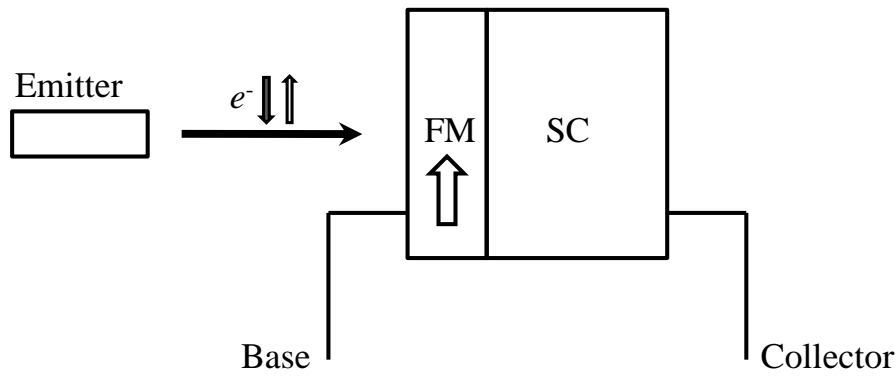 Emitter
e-
FM
SC
Base
Collector